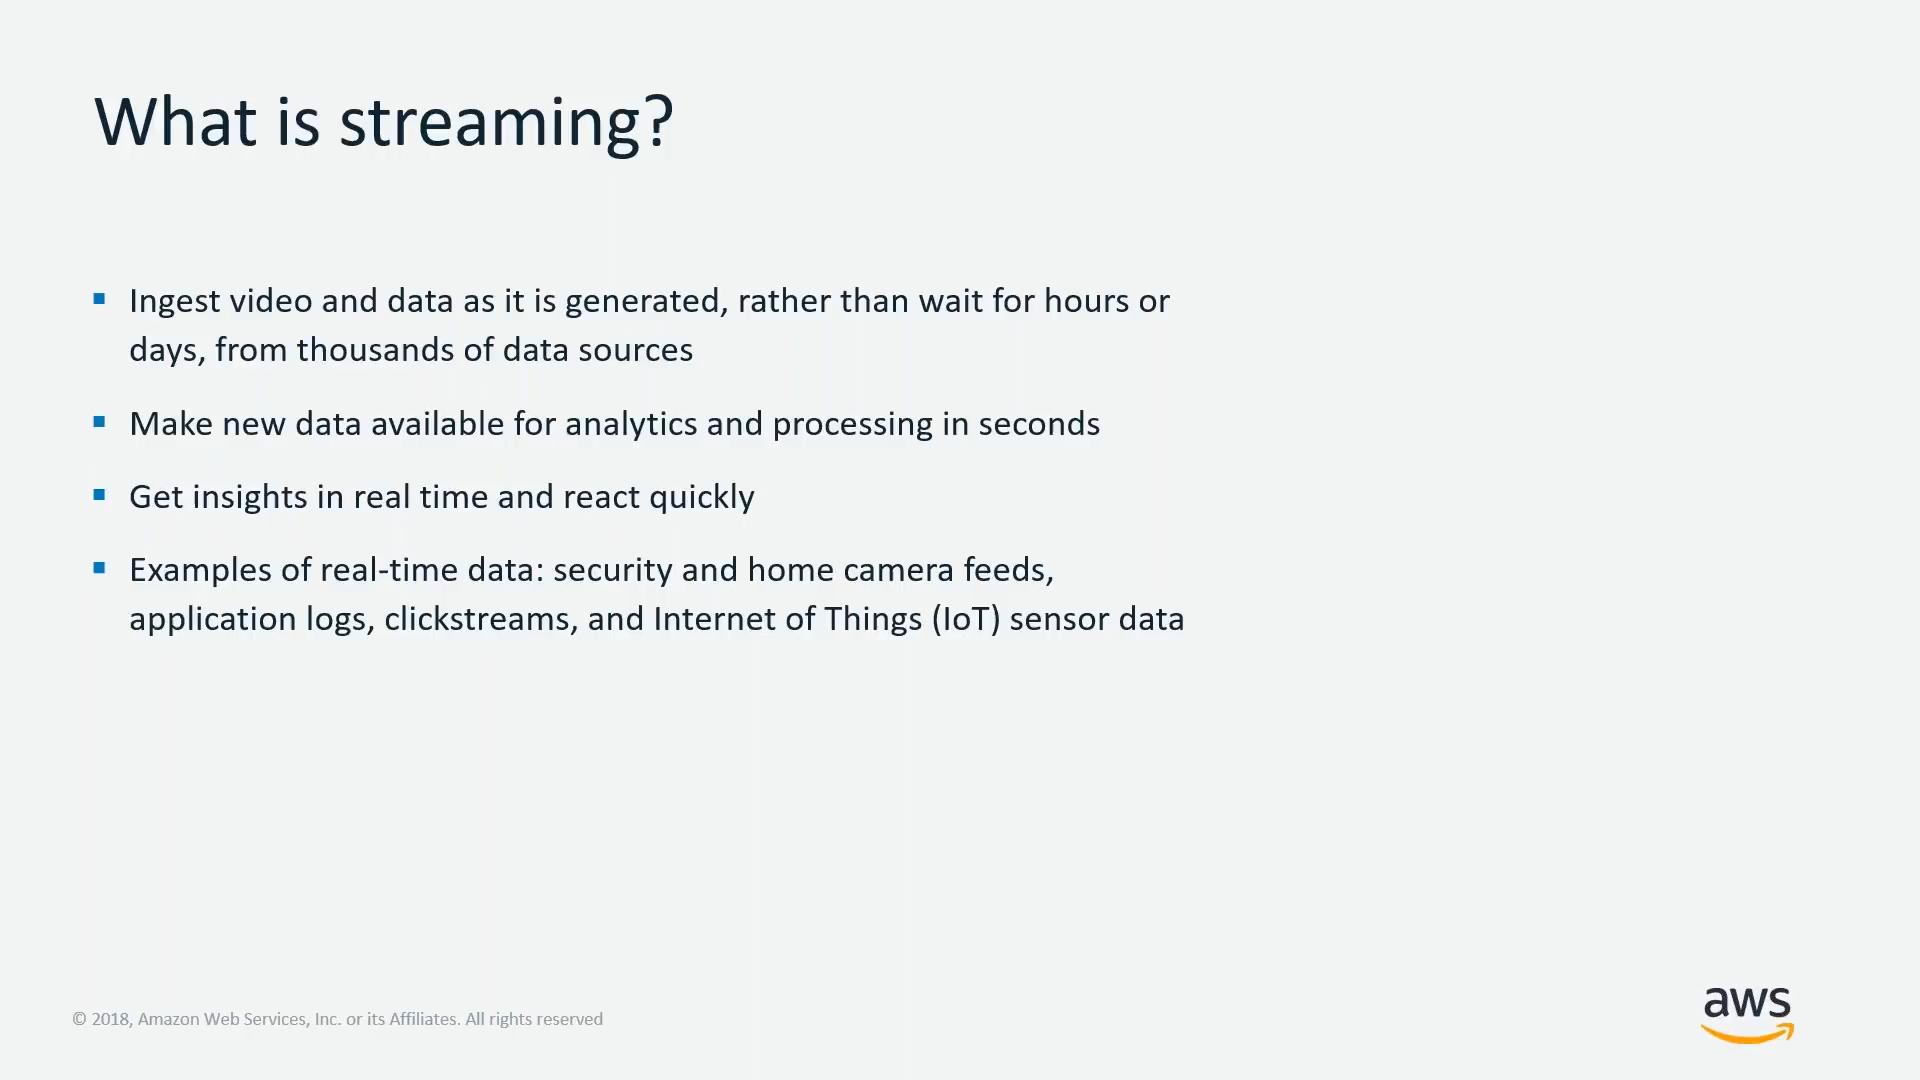 What is streaming?
▪ Ingest video and data as it is generated, rather than wait for hours or
days, from thousands of data sources
▪ Make new data available for analytics and processing in seconds
▪ Get insights in real time and react quickly
▪ Examples of real-time data: security and home camera feeds,
application logs, clickstreams, and Internet of Things (IoT) sensor data
© 2018, Amazon Web Services, Inc. or its Affiliates. All rights reserved
aws